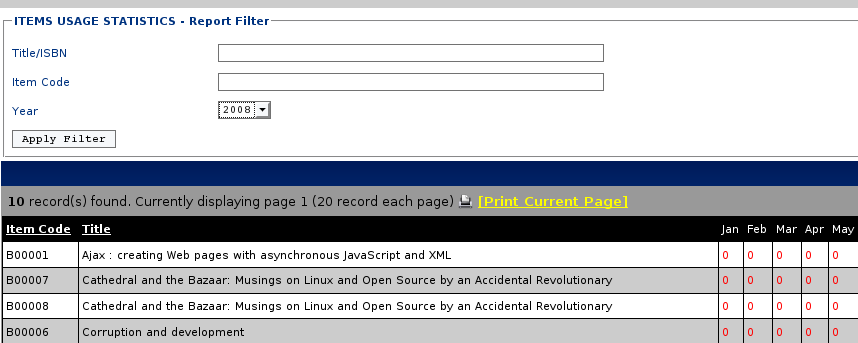 ITEMS USAGE STATISTICS - Report Filter
Title/ISBN
Item Code
Year 2008
Apply Filter
10 record(s) found. Currently displaying page 1 (20 record each page) [Print Current Page]
Item Code Title Jan Feb Mar Apr May
B00001 Ajax : creating Web pages with asynchronous JavaScript and XML 0 0 0 0 0
B00007 Cathedral and the Bazaar: Musings on Linux and Open Source by an Accidental Revolutionary 0 0 0 0 0
B00008 Cathedral and the Bazaar: Musings on Linux and Open Source by an Accidental Revolutionary 0 0 0 0 0
B00006 Corruption and development 0 0 0 0 0